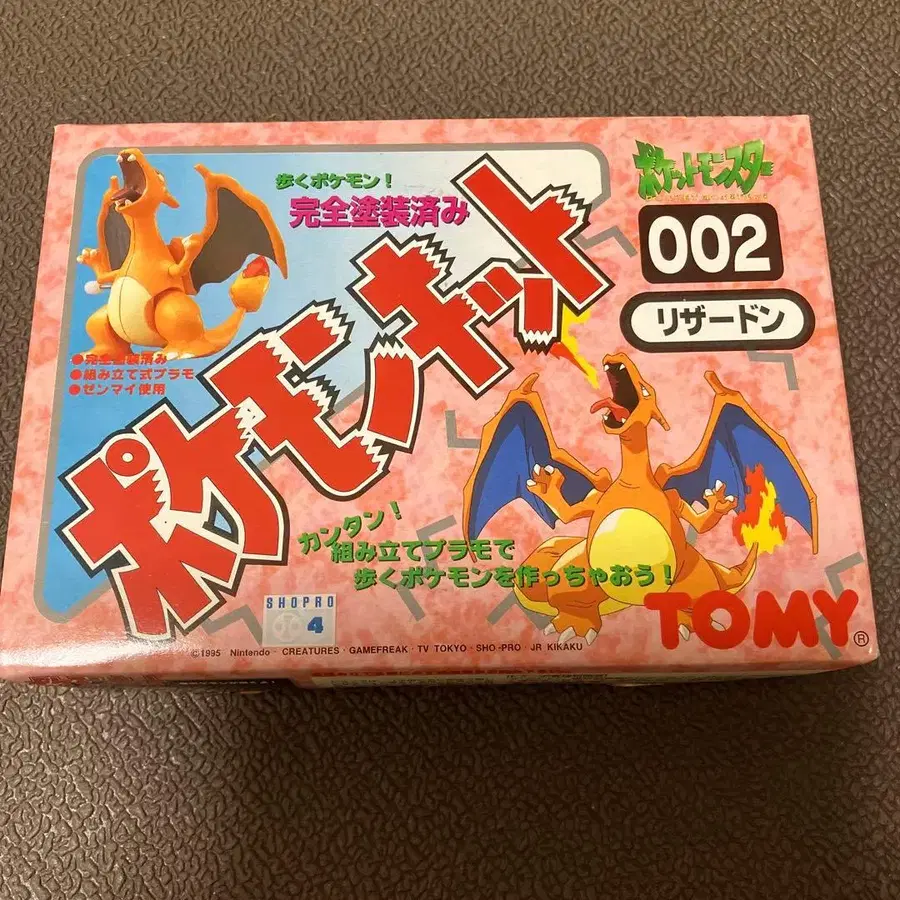 歩くポケモン!
完全塗装済み
ポケットモンスター
002
リザードン
●完全塗装済み
●組み立て式プラモ
●ゼンマイ使用
ポケモンキット
カンタン!
組み立てプラモで
歩くポケモンを作っちゃおう!
SHOPRO
4
TOMY®
©1995 Nintendo · CREATURES · GAMEFREAK · TV TOKYO · SHO-PRO · JR KIKAKU